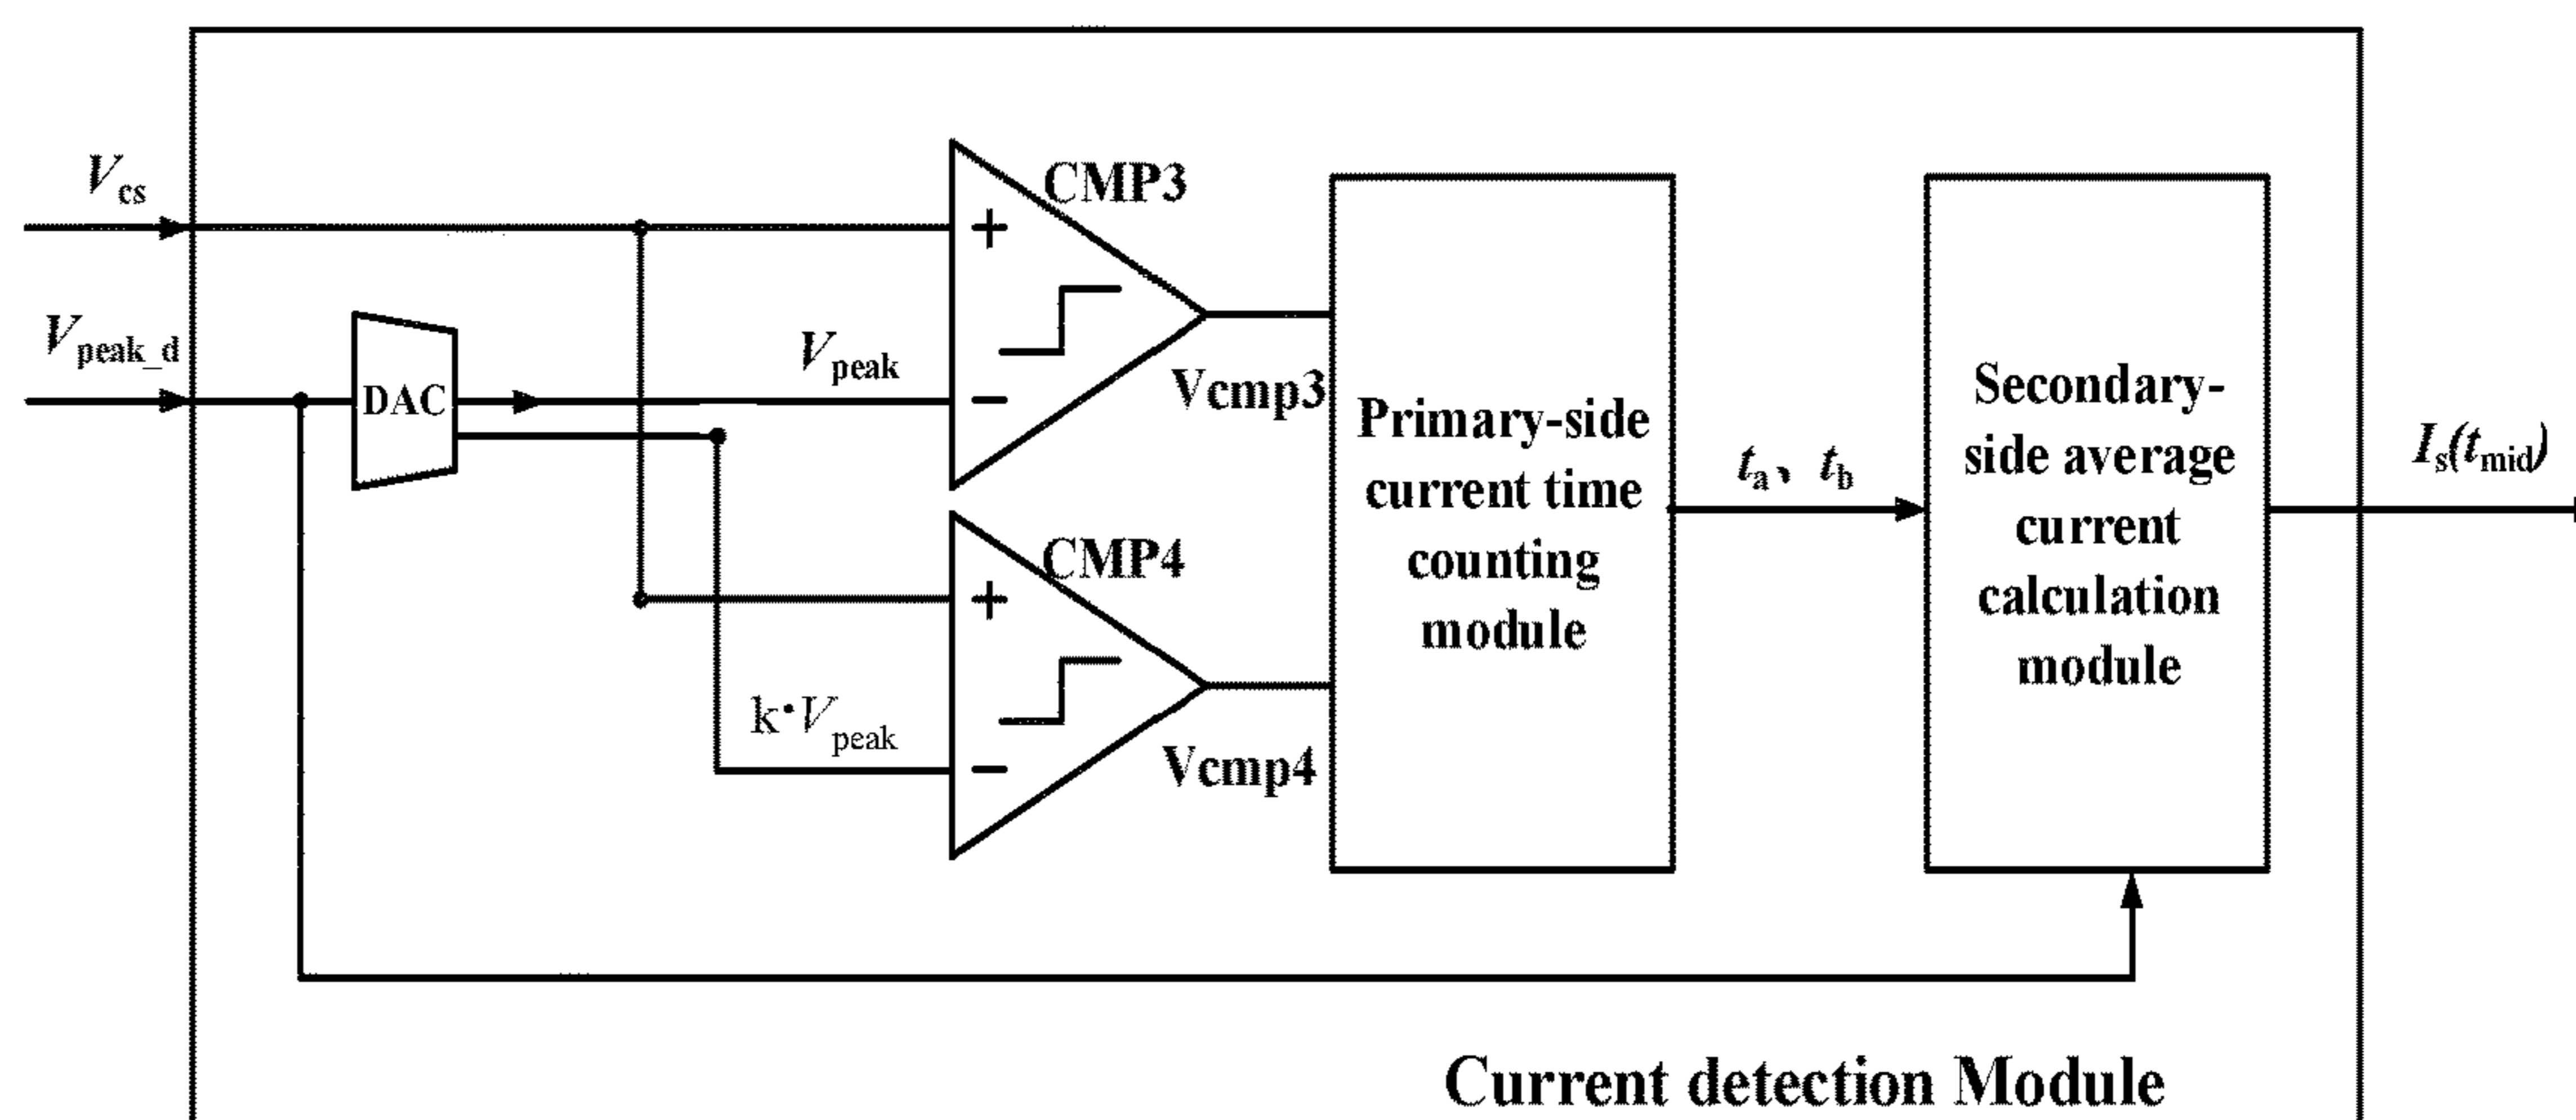 Vcs
Vpeak_d
DAC
Vpeak
k·Vpeak
CMP3
+
−
Vcmp3
CMP4
+
−
Vcmp4
Primary-side
current time
counting
module
ta、tb
Secondary-
side average
current
calculation
module
Is(tmid)
Current detection Module